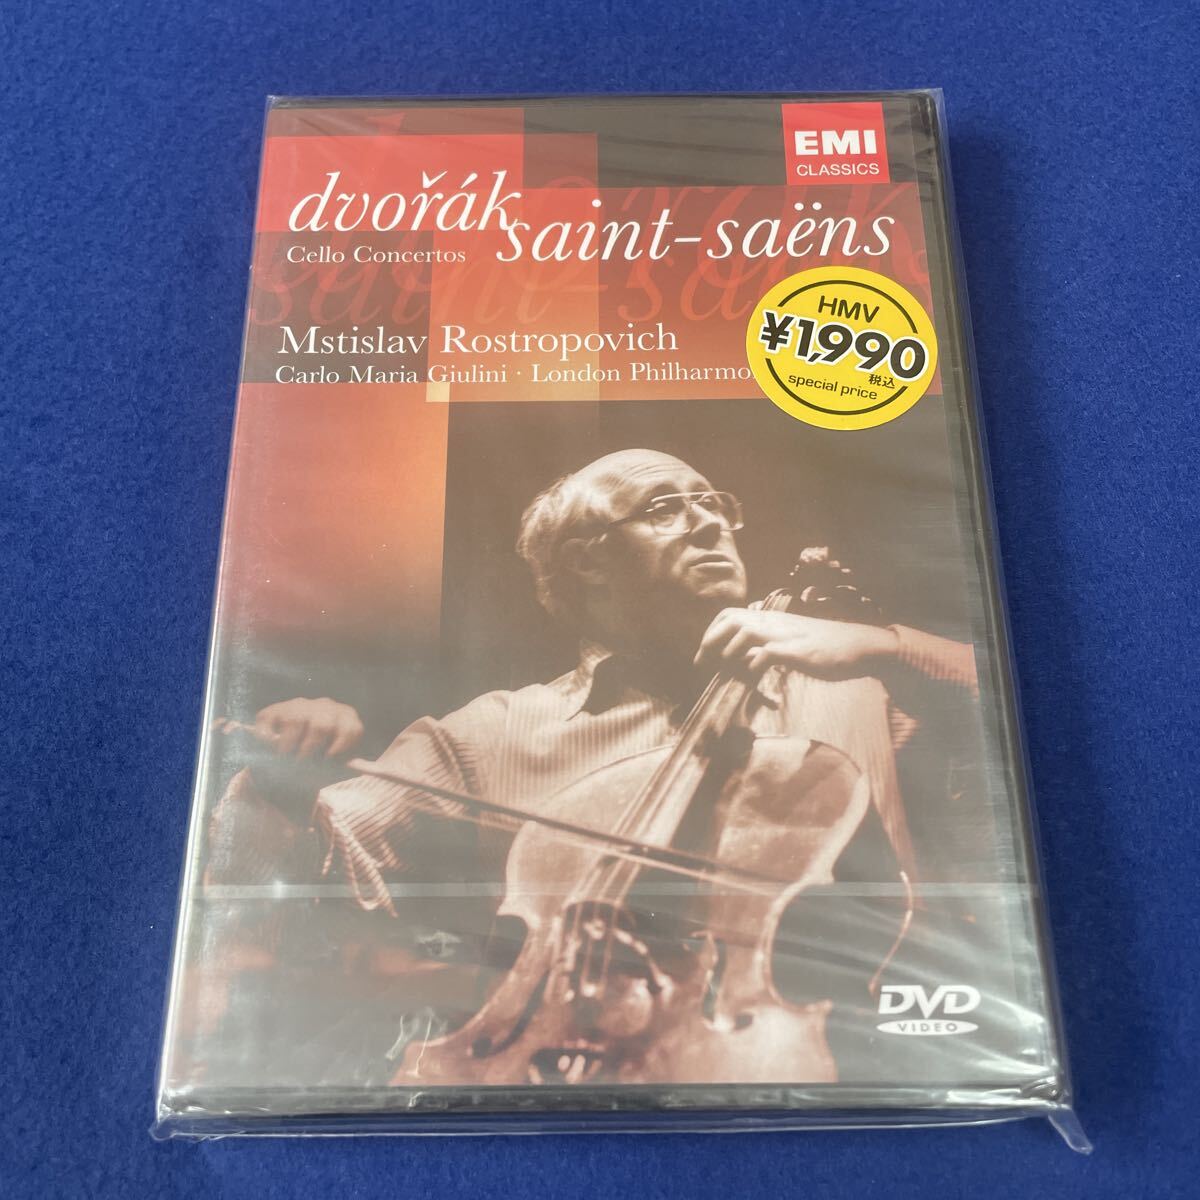 EMI
CLASSICS
dvořák
saint-saëns
Cello Concertos
Mstislav Rostropovich
Carlo Maria Giulini · London
HMV
¥1,990
税込
special price
DVD
VIDEO